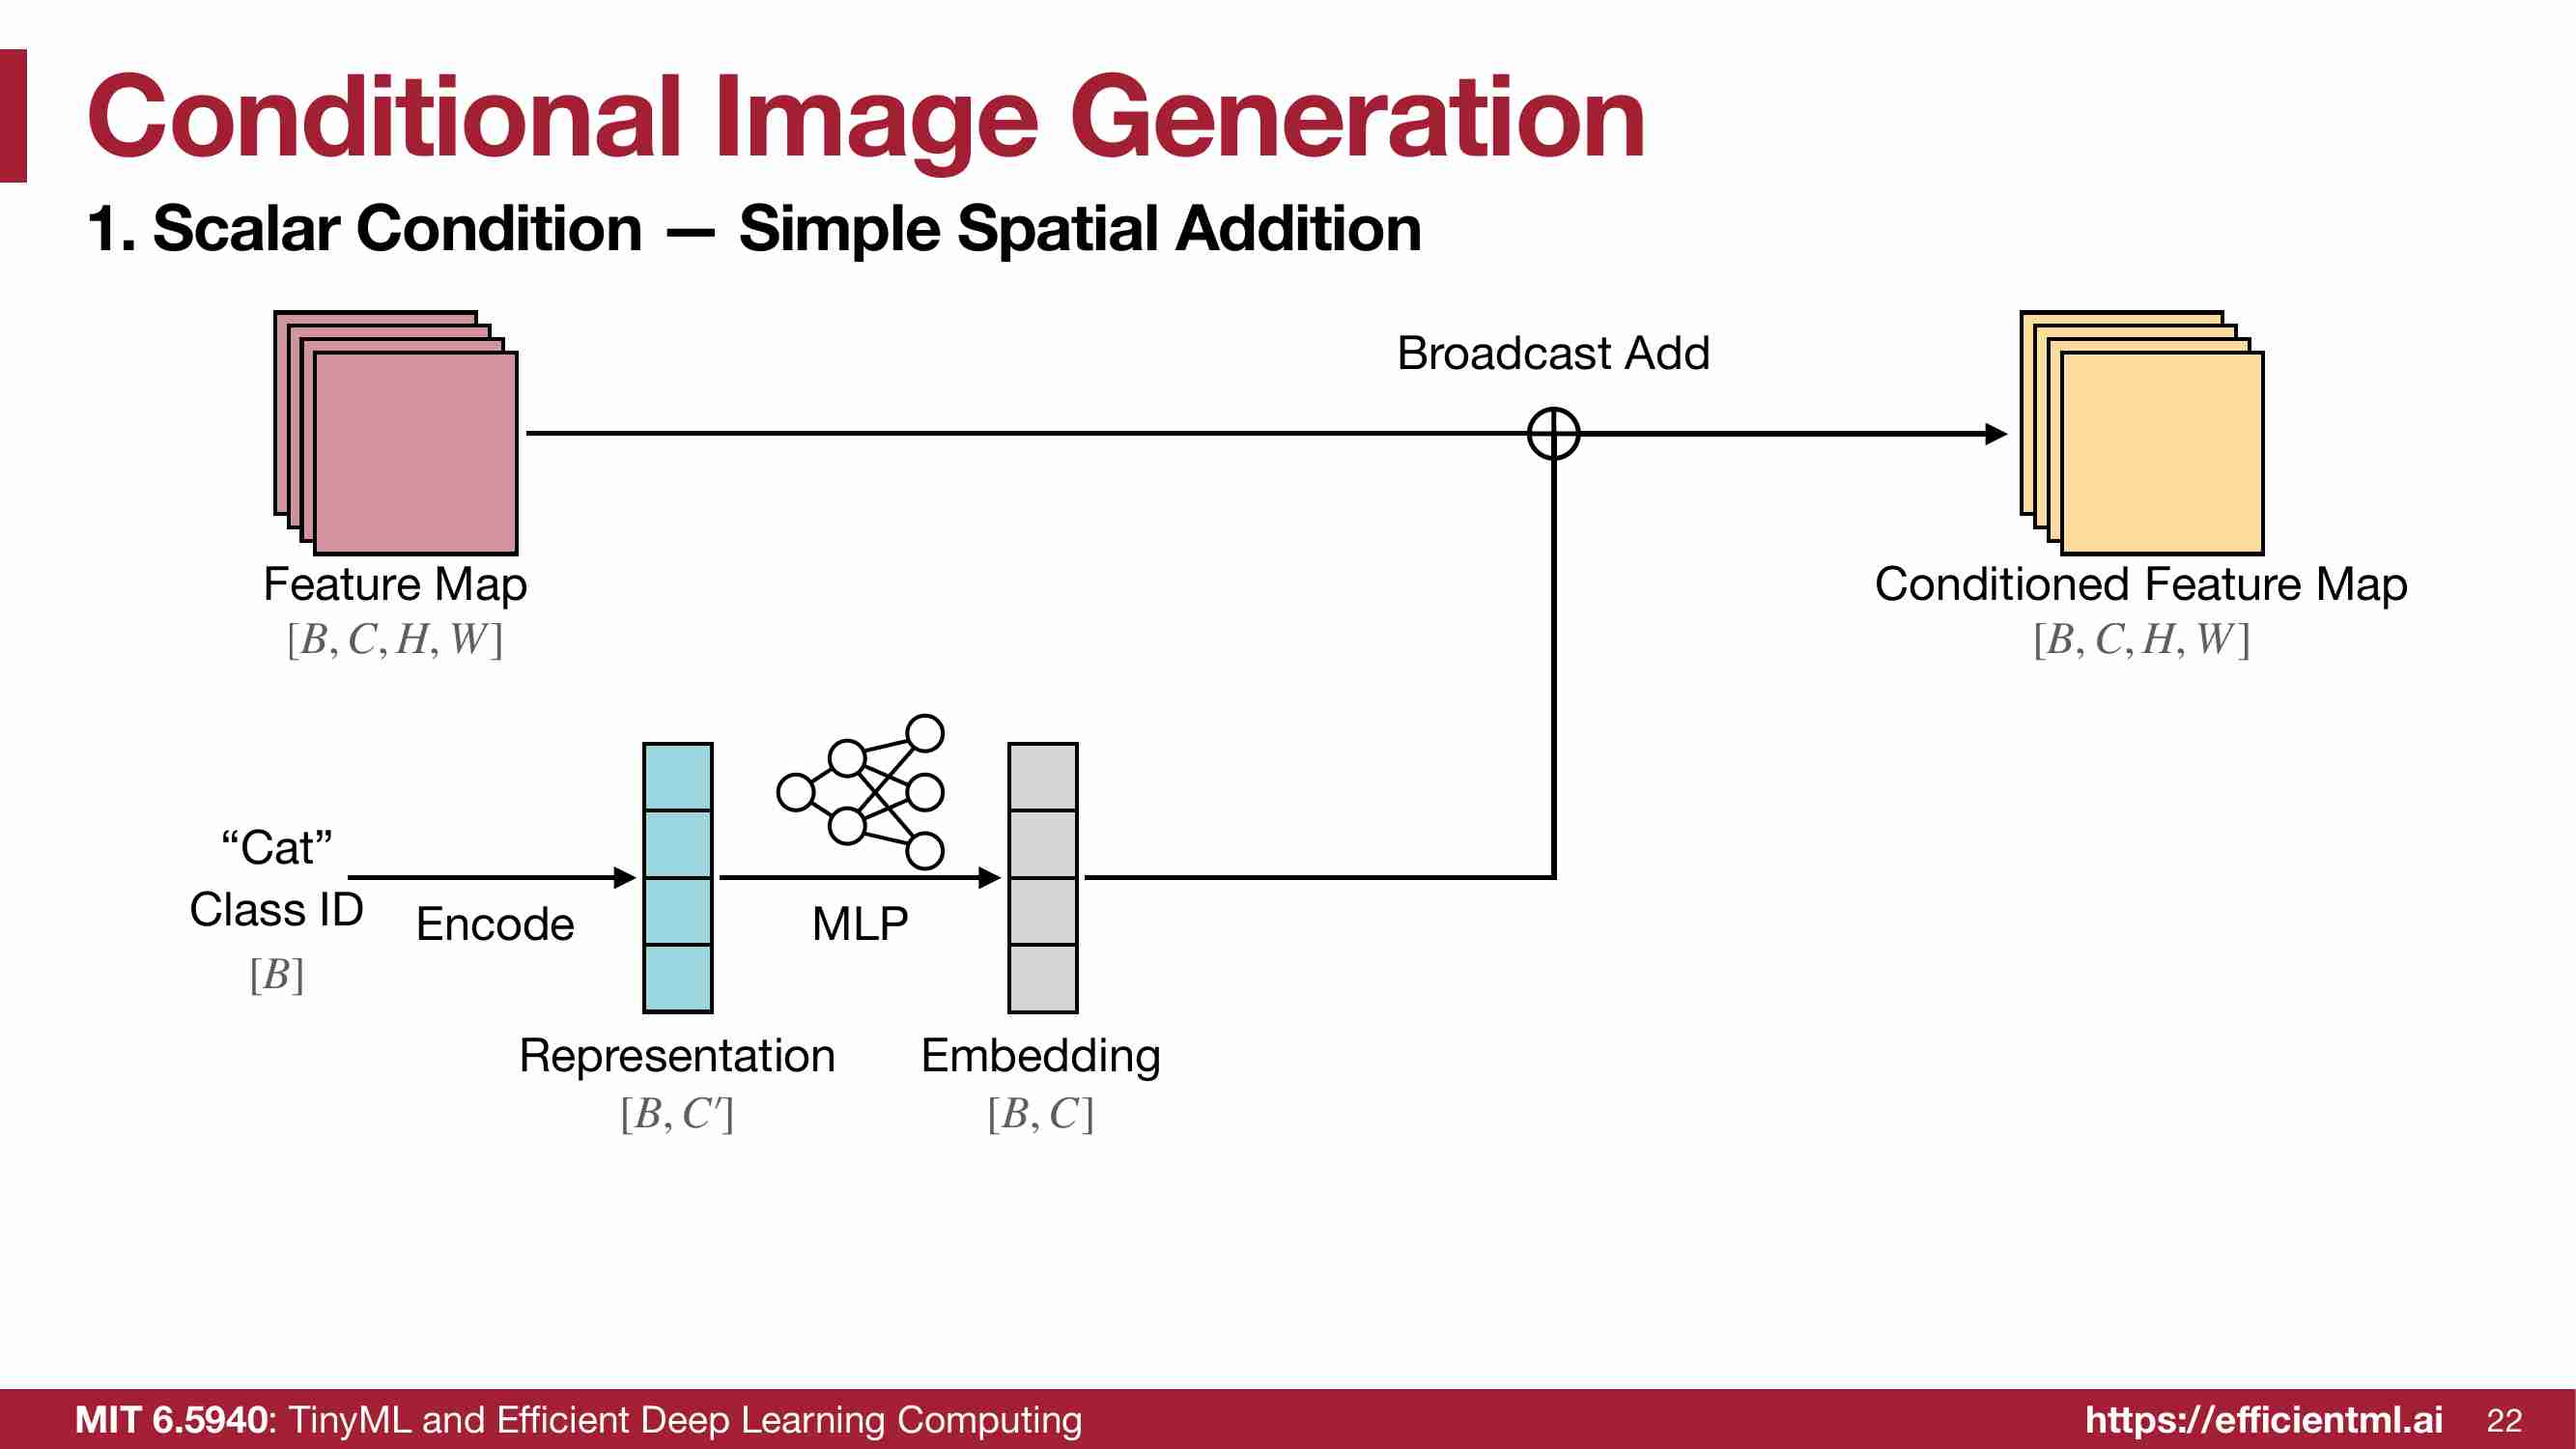 Conditional Image Generation
1. Scalar Condition — Simple Spatial Addition
Broadcast Add
Feature Map
[B, C, H, W]
Conditioned Feature Map
[B, C, H, W]
“Cat”
Class ID
[B]
Encode
MLP
Representation
[B, C′]
Embedding
[B, C]
MIT 6.5940: TinyML and Efficient Deep Learning Computing
https://efficientml.ai
22